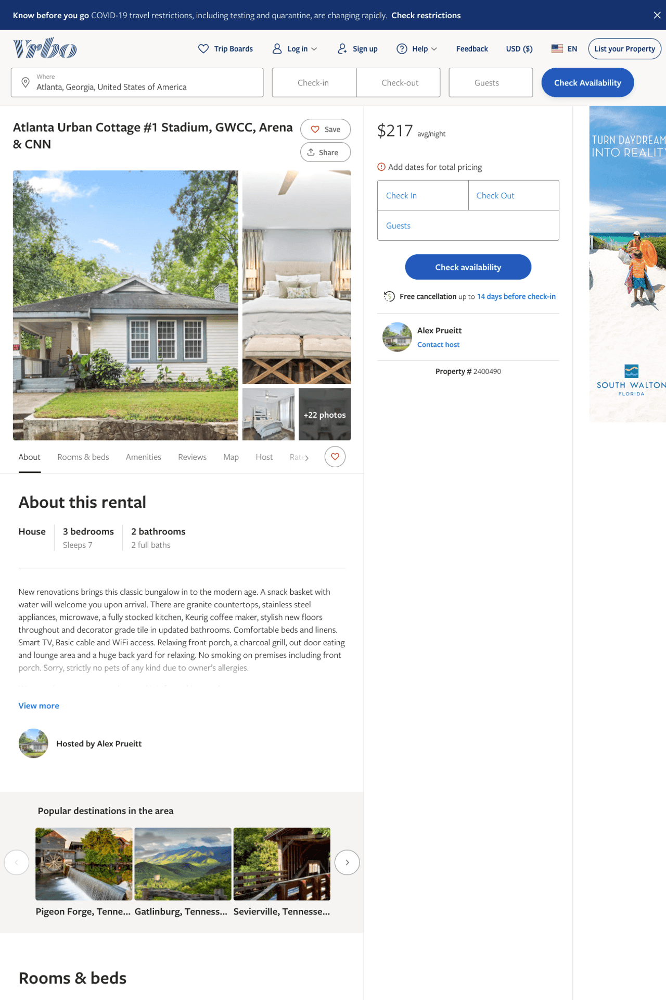 Know before you go COVID-19 travel restrictions, including testing and quarantine, are changing rapidly. Check restrictions
Vrbo
Trip Boards
Log in
Sign up
Help
Feedback
USD ($)
EN
List your Property
Where
Atlanta, Georgia, United States of America
Check-in
Check-out
Guests
Check Availability
Atlanta Urban Cottage #1 Stadium, GWCC, Arena
& CNN
Save
Share
+22 photos
$217 avg/night
Add dates for total pricing
Check In
Check Out
Guests
Check availability
Free cancellation up to 14 days before check-in
Alex Prueitt
Contact host
Property # 2400490
TURN DAYDREAM
INTO REALITY
SOUTH WALTON
FLORIDA
About
Rooms & beds
Amenities
Reviews
Map
Host
Rate
About this rental
House
3 bedrooms
Sleeps 7
2 bathrooms
2 full baths
New renovations brings this classic bungalow in to the modern age. A snack basket with
water will welcome you upon arrival. There are granite countertops, stainless steel
appliances, microwave, a fully stocked kitchen, Keurig coffee maker, stylish new floors
throughout and decorator grade tile in updated bathrooms. Comfortable beds and linens.
Smart TV, Basic cable and WiFi access. Relaxing front porch, a charcoal grill, out door eating
and lounge area and a huge back yard for relaxing. No smoking on premises including front
porch. Sorry, strictly no pets of any kind due to owner's allergies.
View more
Hosted by Alex Prueitt
Popular destinations in the area
Pigeon Forge, Tenne...
Gatlinburg, Tenness...
Sevierville, Tennesse...
Rooms & beds